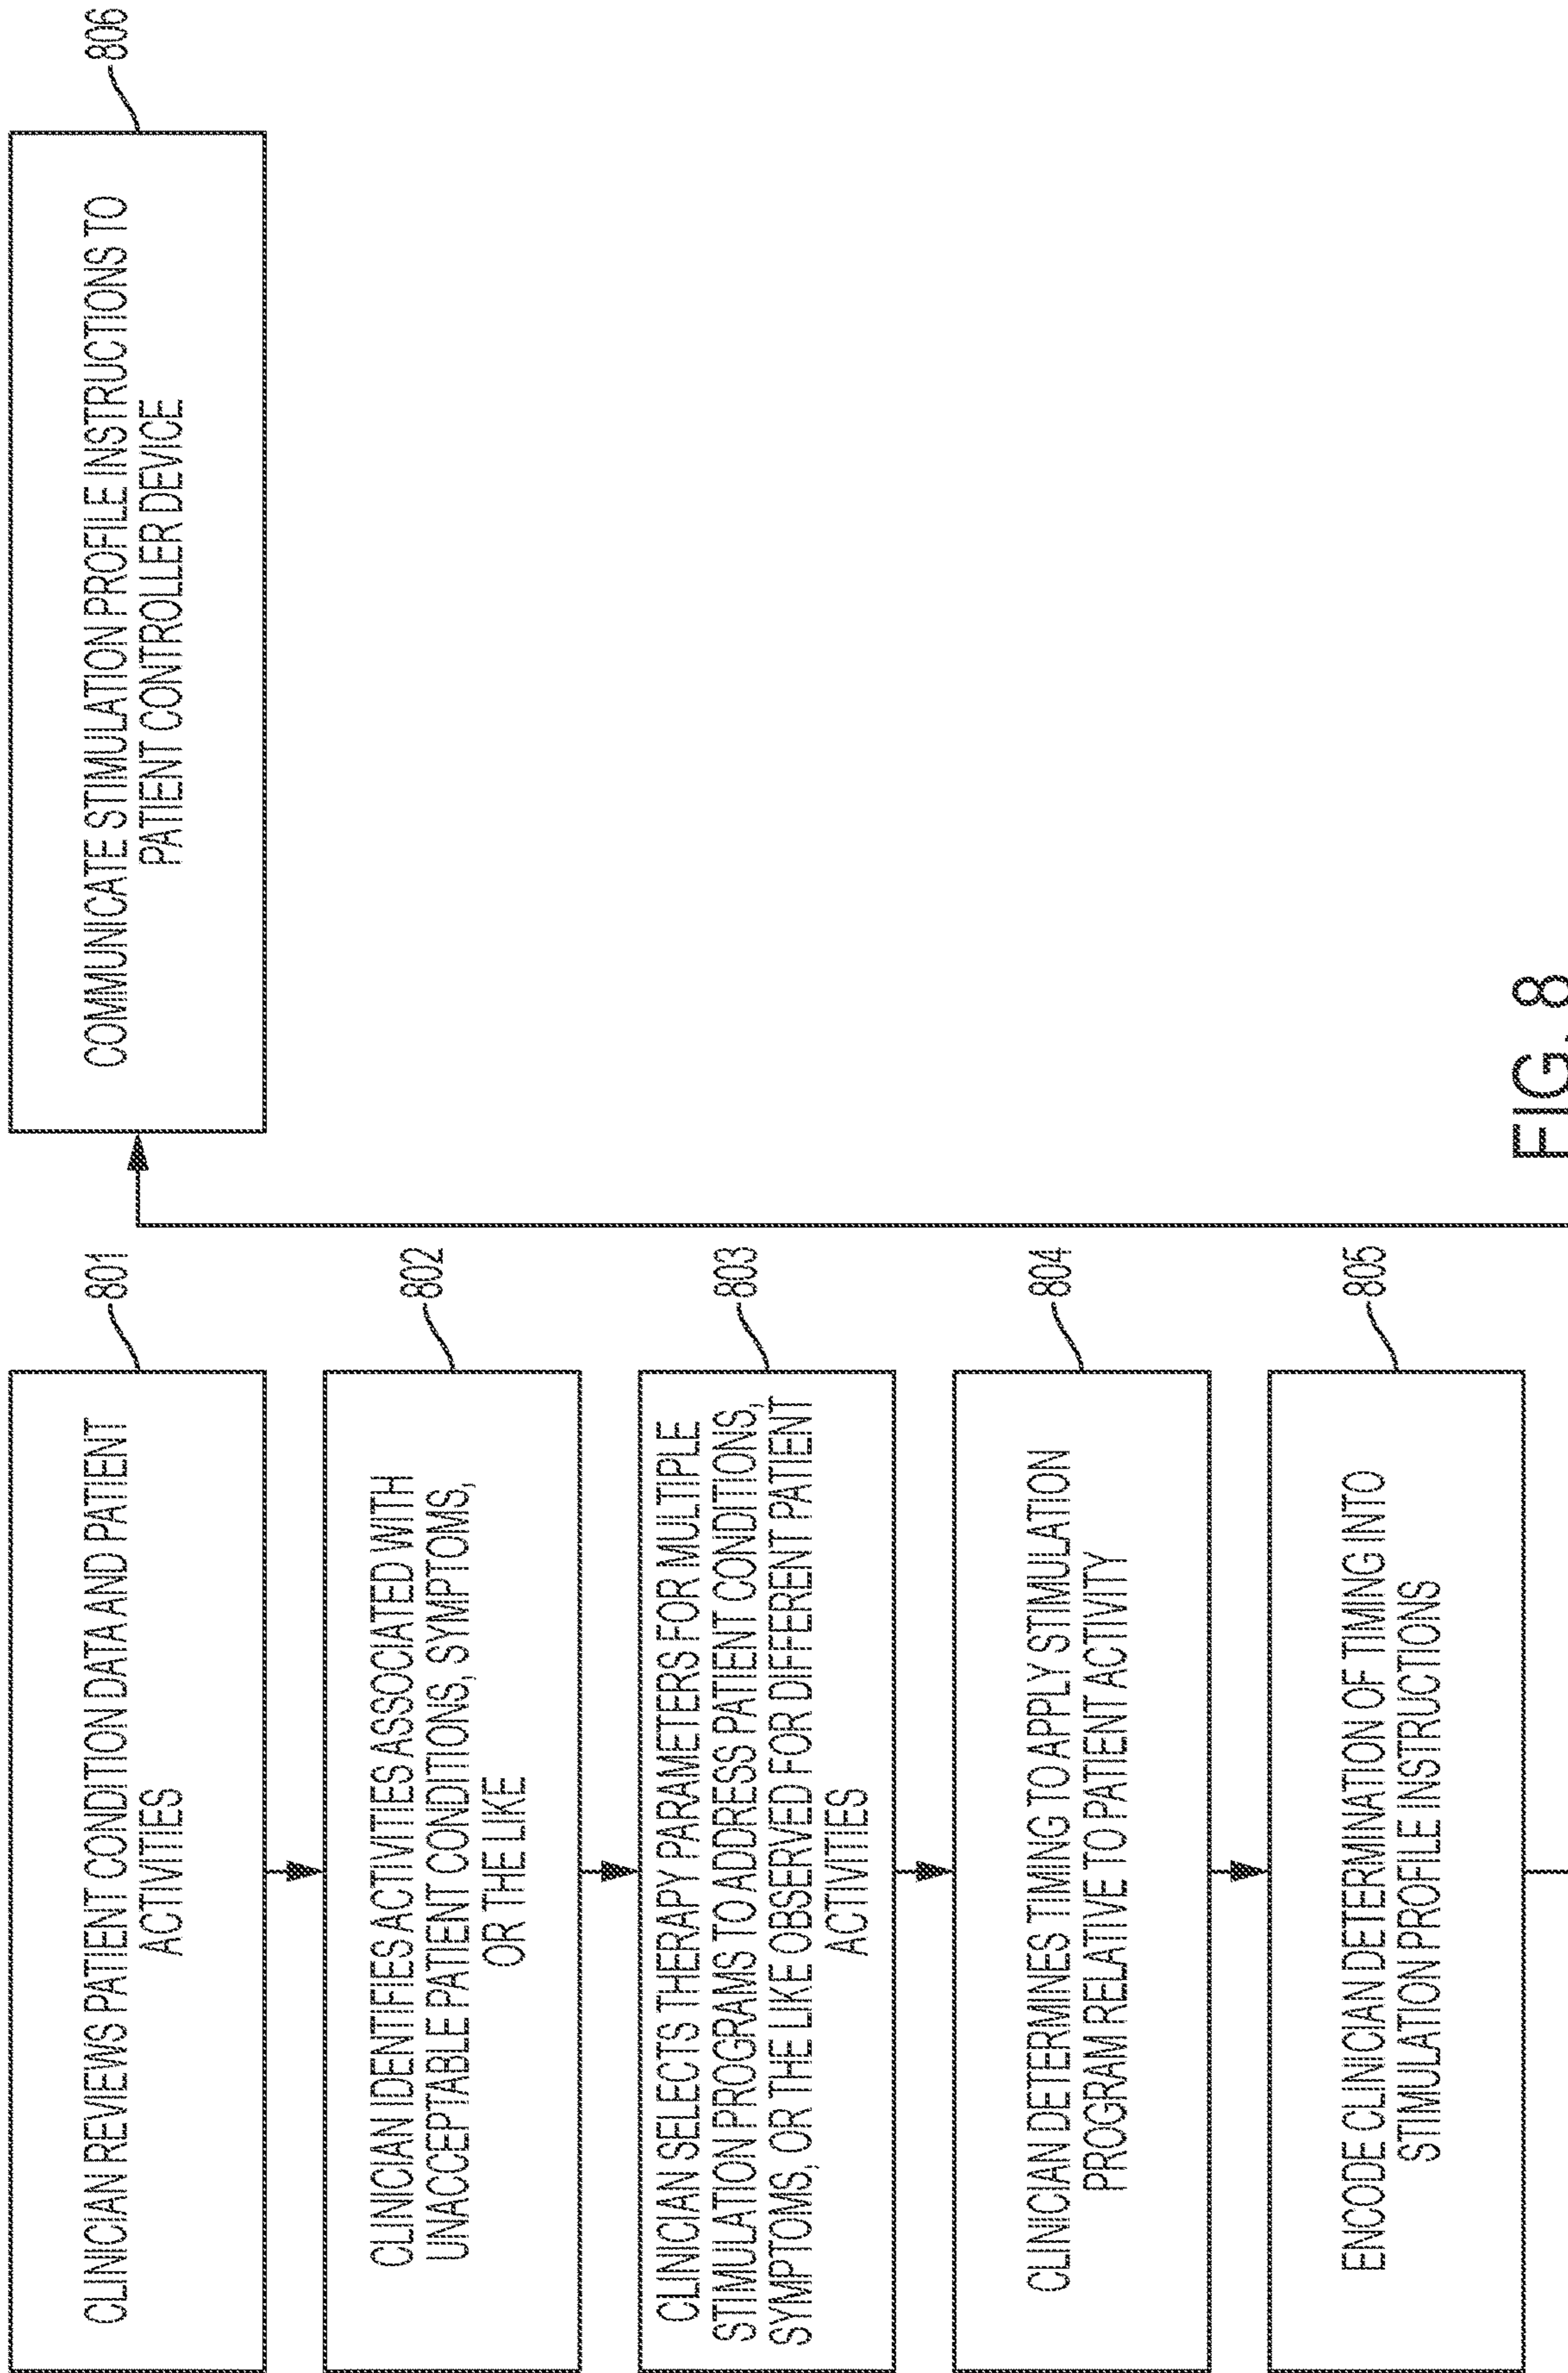 CLINICIAN REVIEWS PATIENT CONDITION DATA AND PATIENT
ACTIVITIES
801
CLINICIAN IDENTIFIES ACTIVITIES ASSOCIATED WITH
UNACCEPTABLE PATIENT CONDITIONS, SYMPTOMS,
OR THE LIKE
802
CLINICIAN SELECTS THERAPY PARAMETERS FOR MULTIPLE
STIMULATION PROGRAMS TO ADDRESS PATIENT CONDITIONS,
SYMPTOMS, OR THE LIKE OBSERVED FOR DIFFERENT PATIENT
ACTIVITIES
803
CLINICIAN DETERMINES TIMING TO APPLY STIMULATION
PROGRAM RELATIVE TO PATIENT ACTIVITY
804
ENCODE CLINICIAN DETERMINATION OF TIMING INTO
STIMULATION PROFILE INSTRUCTIONS
805
COMMUNICATE STIMULATION PROFILE INSTRUCTIONS TO
PATIENT CONTROLLER DEVICE
806
FIG. 8